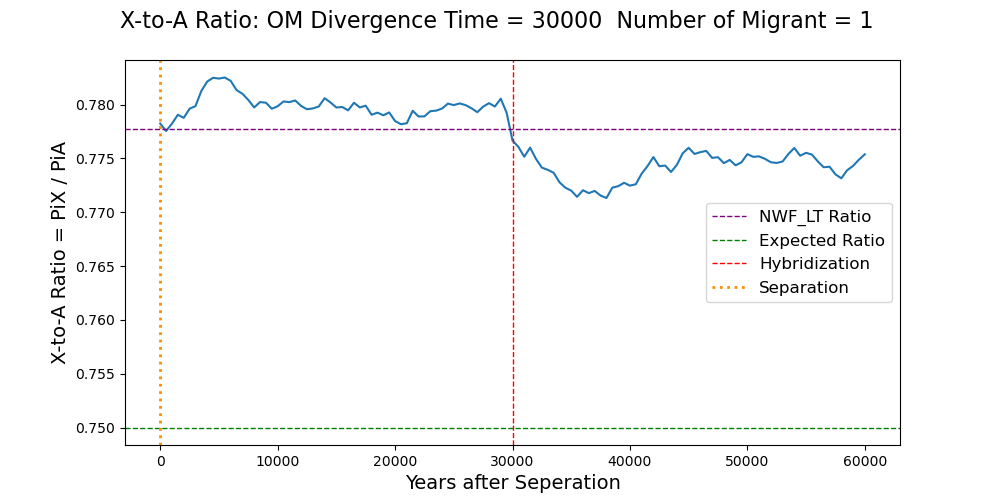 X-to-A Ratio: OM Divergence Time = 30000  Number of Migrant = 1
X-to-A Ratio = PiX / PiA
0.780
0.775
0.770
0.765
0.760
0.755
0.750
NWF_LT Ratio
Expected Ratio
Hybridization
Separation
0 10000 20000 30000 40000 50000 60000
Years after Seperation